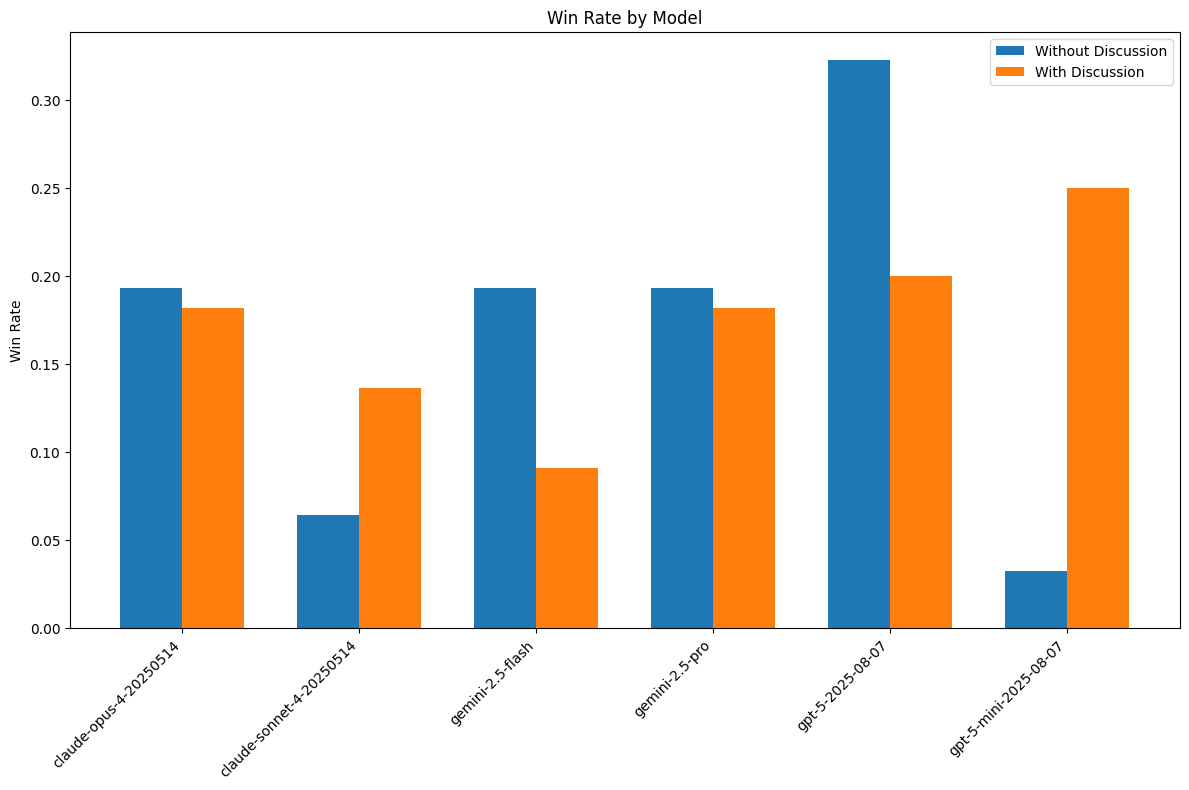 Win Rate by Model
Without Discussion
With Discussion
Win Rate
0.30
0.25
0.20
0.15
0.10
0.05
0.00
claude-opus-4-20250514
claude-sonnet-4-20250514
gemini-2.5-flash
gemini-2.5-pro
gpt-5-2025-08-07
gpt-5-mini-2025-08-07